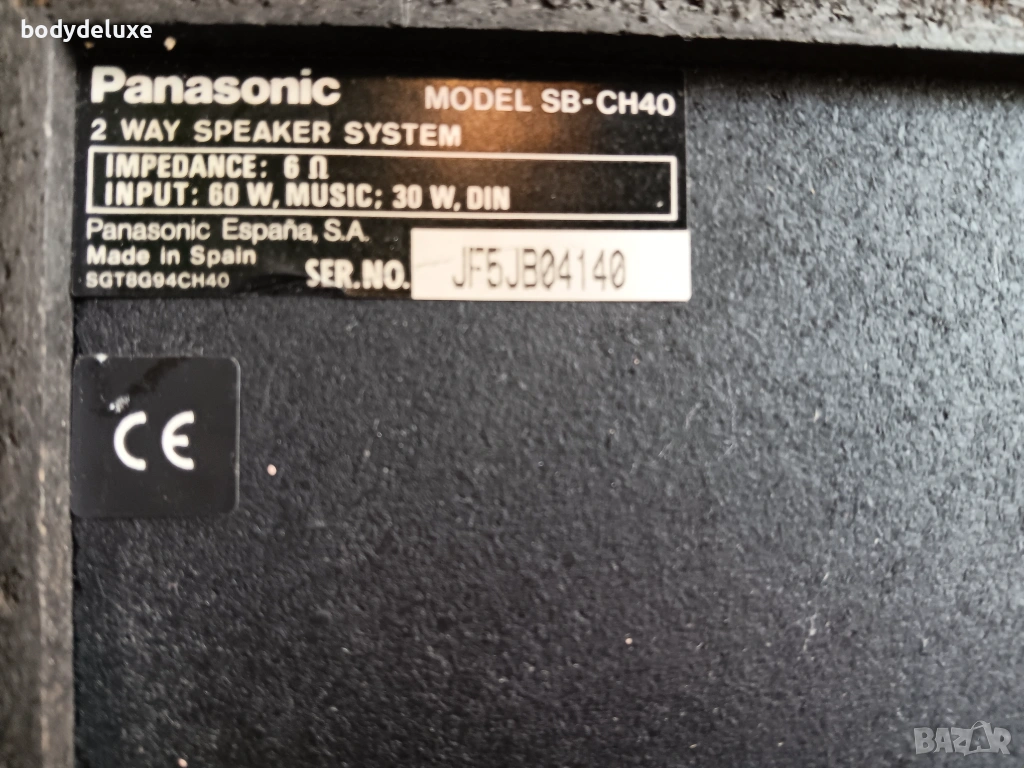 bodydeluxe
Panasonic MODEL SB-CH40
2 WAY SPEAKER SYSTEM
IMPEDANCE: 6 Ω
INPUT: 60 W, MUSIC; 30 W, DIN
Panasonic España, S.A.
Made in Spain
SGT8G94CH40 SER.NO. JF5JB04140
CE
BAZAR